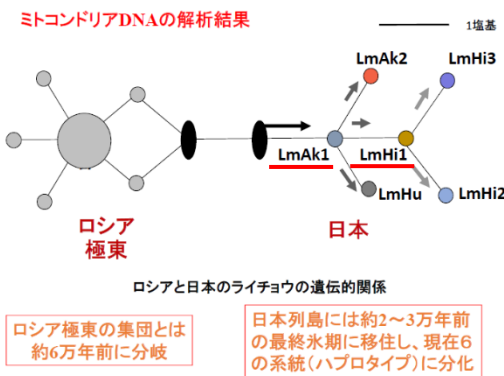 ミトコンドリアDNAの解析結果
1塩基
LmAk2
LmHi3
LmAk1
LmHi1
LmHu
LmHi2
ロシア
極東
日本
ロシアと日本のライチョウの遺伝的関係
ロシア極東の集団とは
約6万年前に分岐
日本列島には約2～3万年前
の最終氷期に移住し、現在６
の系統（ハプロタイプ）に分化